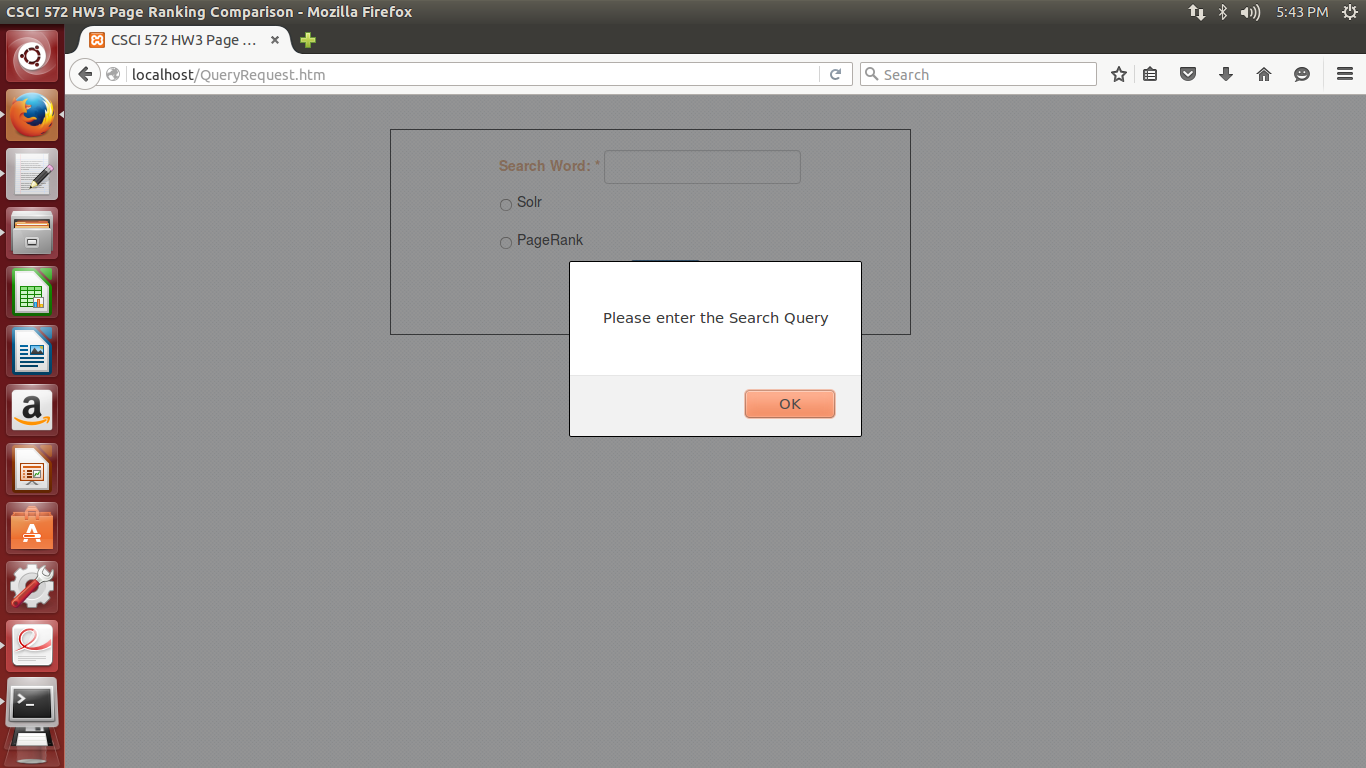 CSCI 572 HW3 Page Ranking Comparison - Mozilla Firefox
5:43 PM
CSCI 572 HW3 Page ...
localhost/QueryRequest.htm
Search
Search Word: *
Solr
PageRank
Please enter the Search Query
OK